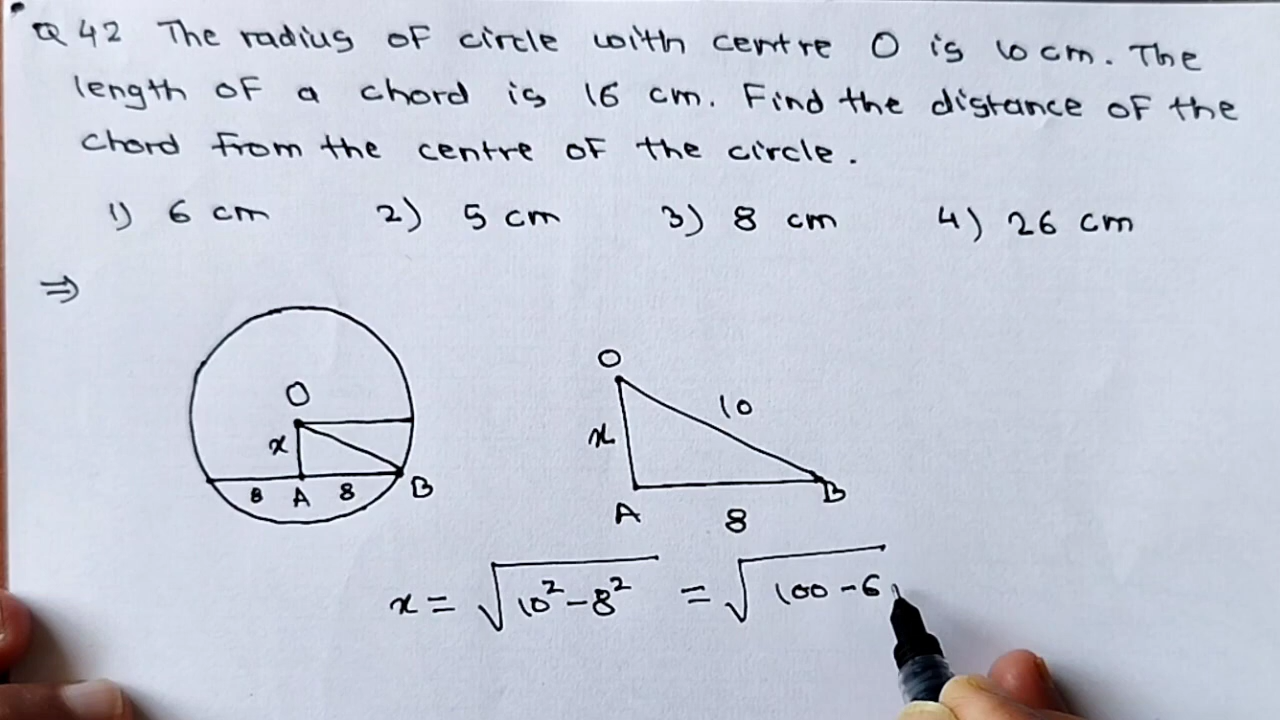 Q 42 The radius of circle with centre O is 10 cm. The
length of a chord is 16 cm. Find the distance of the
chord from the centre of the circle.
1) 6 cm 2) 5 cm 3) 8 cm 4) 26 cm
⇒
O
x
8 A 8 B
O
10
x
A 8 B
x = √10² - 8² = √100 - 6